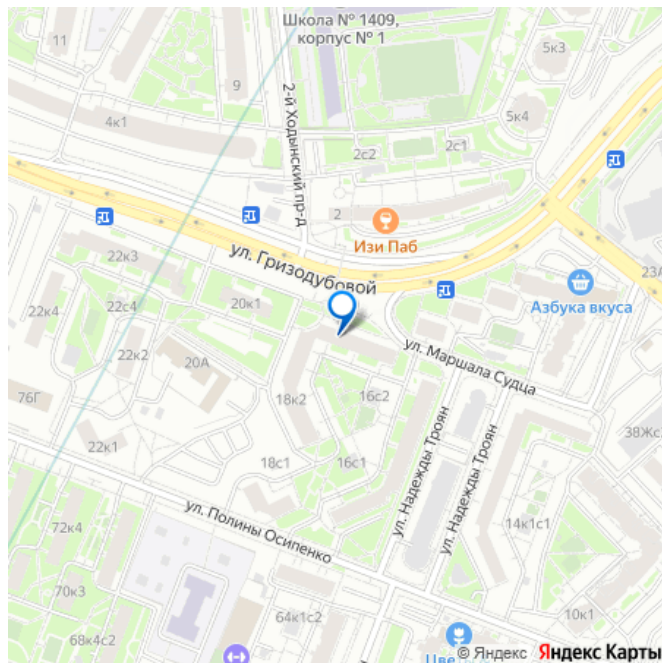 Школа № 1409,
корпус № 1
11
5к3
9
2-й Ходынский пр-д
5к4
4к1
2с2
2с1
2
Изи Паб
ул. Гризодубовой
22к3
23А
22к4
22с4
20к1
Азбука вкуса
22к2
20А
ул. Маршала Судца
76Г
18к2
16с2
22к1
38Жс
18с1
16с1
ул. Надежды Троян
ул. Надежды Троян
ул. Полины Осипенко
72к4
14к1с1
70к3
64к1с2
10к1
68к4с2
Цве
© Яндекс Яндекс Карты